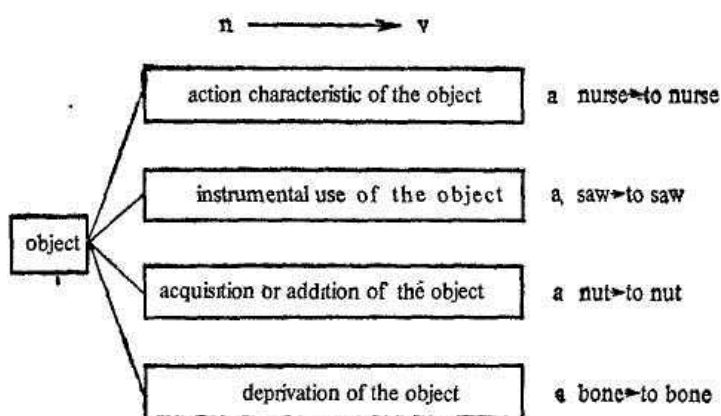 n → v
action characteristic of the object a nurse→to nurse
instrumental use of the object a saw→to saw
object
acquisition or addition of the object a nut→to nut
deprivation of the object a bone→to bone